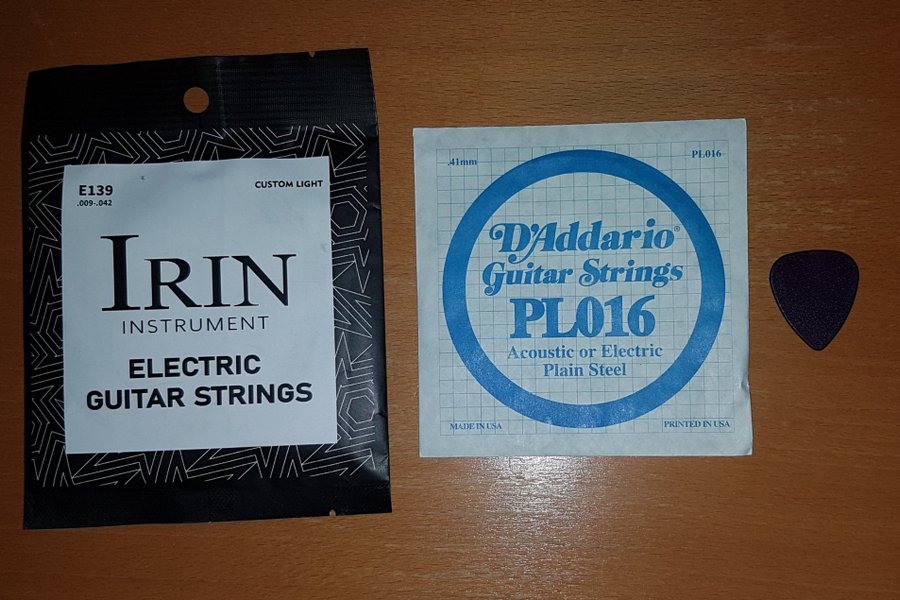 E139
.009-.042
CUSTOM LIGHT
IRIN
INSTRUMENT
ELECTRIC
GUITAR STRINGS
.41mm
PL016
D'Addario®
Guitar Strings
PL016
Acoustic or Electric
Plain Steel
MADE IN USA
PRINTED IN USA